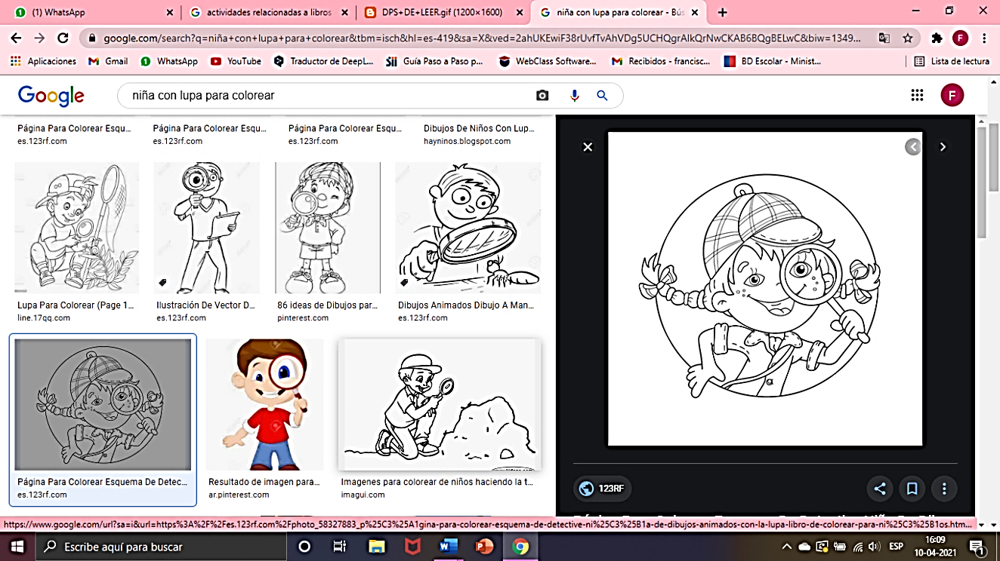 (1) WhatsApp
actividades relacionadas a libros
DPS+DE+LEER.gif (1200×1600)
niña con lupa para colorear - Bús
google.com/search?q=niña+con+lupa+para+colorear&tbm=isch&hl=es-419&sa=X&ved=2ahUKEwiF38rUvfTvAhVDg5UCHQgrAIkQrNwCKAB6BQgBELwC&biw=1349...
F
Aplicaciones
Gmail
WhatsApp
YouTube
Traductor de DeepL...
Guía Paso a Paso p...
WebClass Software...
Recibidos - francisc...
BD Escolar - Minist...
Lista de lectura
Google
niña con lupa para colorear
F
Página Para Colorear Esqu...
es.123rf.com
Página Para Colorear Esqu...
es.123rf.com
Página Para Colorear Esqu...
es.123rf.com
Dibujos De Niños Con Lup...
hayninos.blogspot.com
Lupa Para Colorear (Page 1...
line.17qq.com
Ilustración De Vector D...
es.123rf.com
86 ideas de Dibujos par...
pinterest.com
Dibujos Animados Dibujo A Man...
es.123rf.com
Página Para Colorear Esquema De Detec...
es.123rf.com
Resultado de imagen para...
ar.pinterest.com
Imagenes para colorear de niños haciendo la t...
imagui.com
123RF
https://www.google.com/url?sa=i&url=https%3A%2F%2Fes.123rf.com%2Fphoto_58327883_p%25C3%25A1gina-para-colorear-esquema-de-detective-ni%25C3%25B1a-de-dibujos-animados-con-la-lupa-libro-de-colorear-para-ni%25C3%25B1os.htm...
Escribe aquí para buscar
ESP
16:09
10-04-2021
1